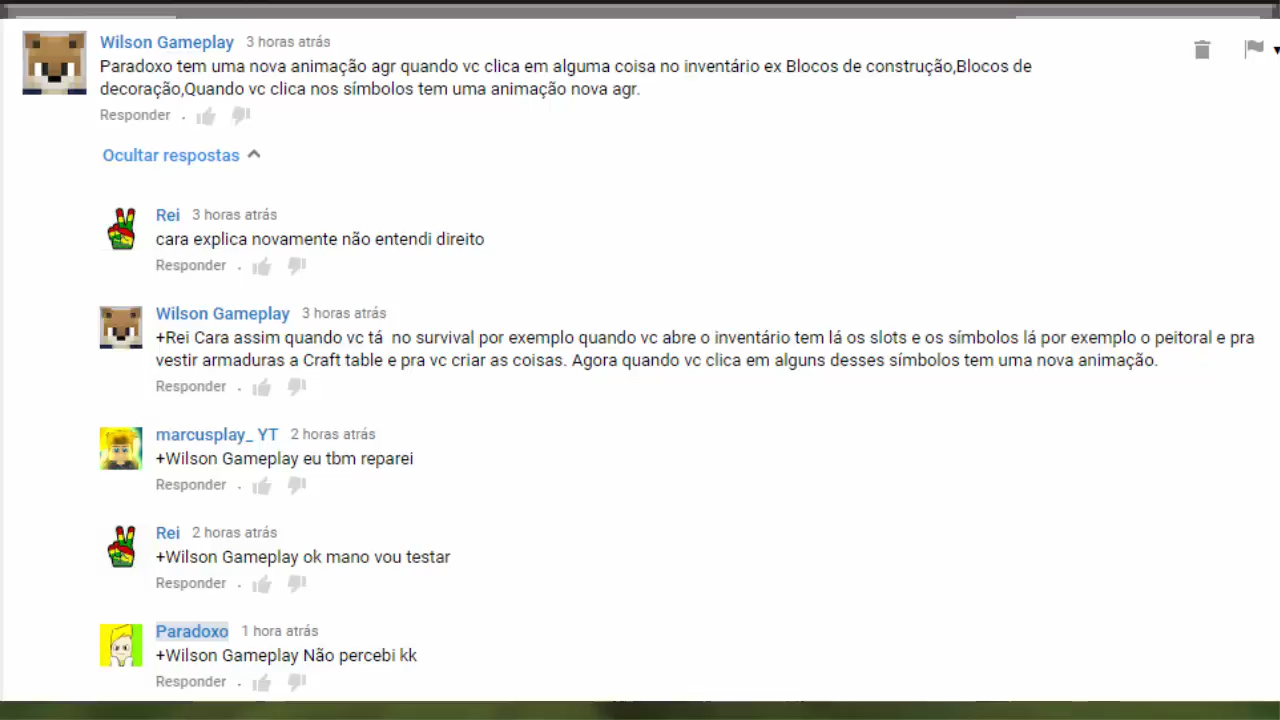 Wilson Gameplay 3 horas atrás
Paradoxo tem uma nova animação agr quando vc clica em alguma coisa no inventário ex Blocos de construção,Blocos de
decoração,Quando vc clica nos símbolos tem uma animação nova agr.
Responder .
Ocultar respostas
Rei 3 horas atrás
cara explica novamente não entendi direito
Responder .
Wilson Gameplay 3 horas atrás
+Rei Cara assim quando vc tá no survival por exemplo quando vc abre o inventário tem lá os slots e os símbolos lá por exemplo o peitoral e pra
vestir armaduras a Craft table e pra vc criar as coisas. Agora quando vc clica em alguns desses símbolos tem uma nova animação.
Responder .
marcusplay_ YT 2 horas atrás
+Wilson Gameplay eu tbm reparei
Responder .
Rei 2 horas atrás
+Wilson Gameplay ok mano vou testar
Responder .
Paradoxo 1 hora atrás
+Wilson Gameplay Não percebi kk
Responder .